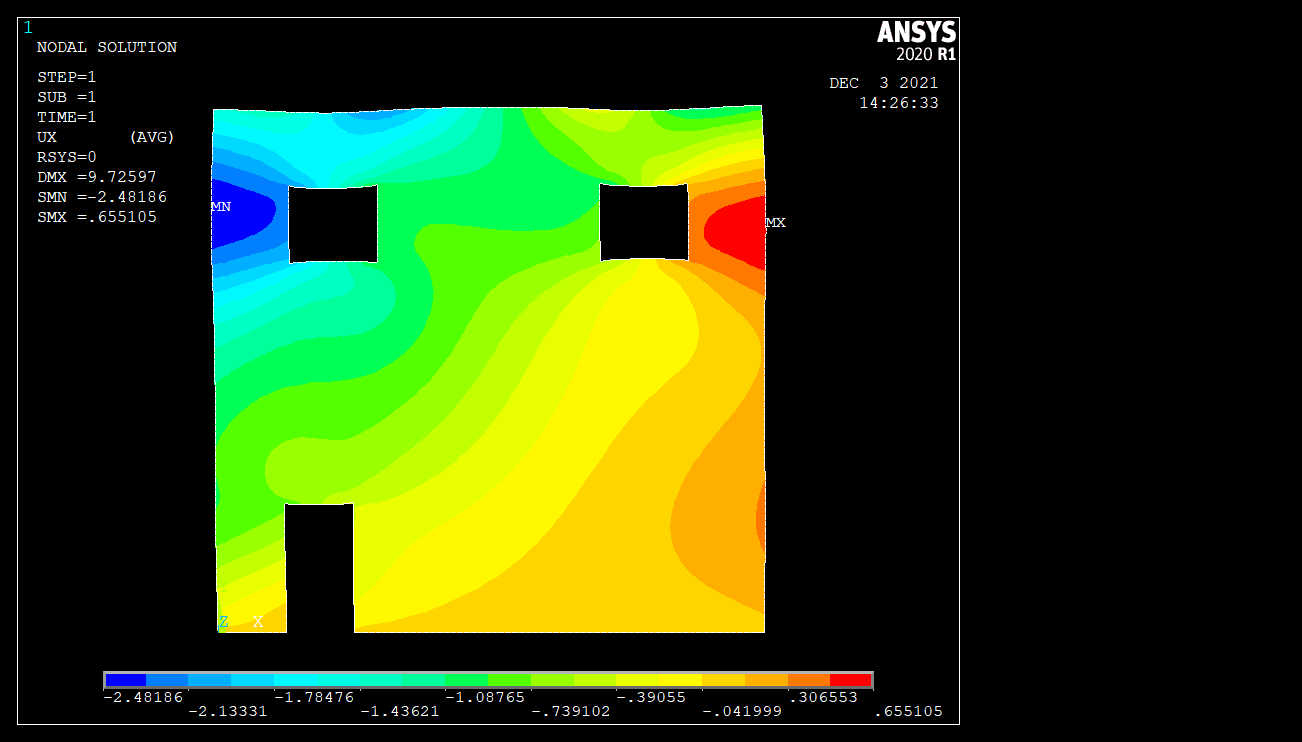 1
ANSYS
2020 R1
NODAL SOLUTION
DEC 3 2021
14:26:33
STEP=1
SUB =1
TIME=1
UX (AVG)
RSYS=0
DMX =9.72597
SMN =-2.48186
SMX =.655105
MN
MX
Z X
-2.48186 -1.78476 -1.08765 -.39055 .306553
-2.13331 -1.43621 -.739102 -.041999 .655105